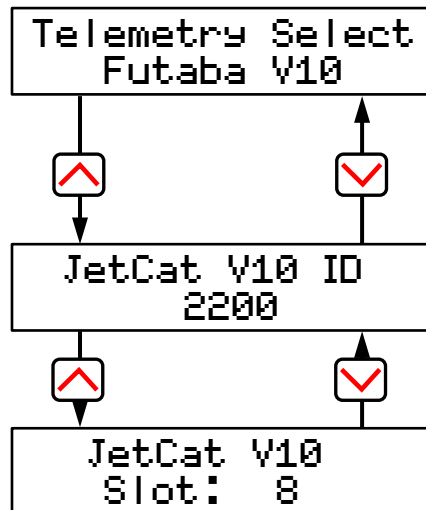 Telemetry Select
Futaba V10
JetCat V10 ID
2200
JetCat V10
Slot: 8